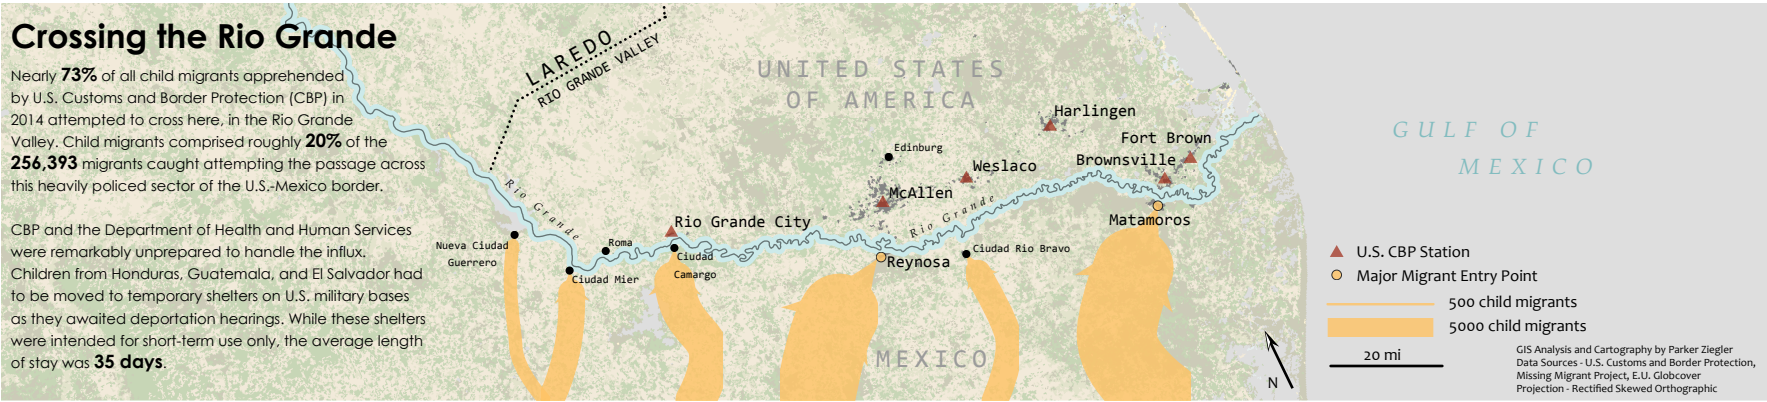 Crossing the Rio Grande
Nearly 73% of all child migrants apprehended
by U.S. Customs and Border Protection (CBP) in
2014 attempted to cross here, in the Rio Grande
Valley. Child migrants comprised roughly 20% of the
256,393 migrants caught attempting the passage across
this heavily policed sector of the U.S.-Mexico border.
CBP and the Department of Health and Human Services
were remarkably unprepared to handle the influx.
Children from Honduras, Guatemala, and El Salvador had
to be moved to temporary shelters on U.S. military bases
as they awaited deportation hearings. While these shelters
were intended for short-term use only, the average length
of stay was 35 days.
LAREDO
RIO GRANDE VALLEY
UNITED STATES
OF AMERICA
Harlingen
Fort Brown
Edinburg
Brownsville
Weslaco
McAllen
Rio Grande
Rio Grande
Rio Grande City
Matamoros
Nueva Ciudad
Guerrero
Roma
Ciudad Mier
Ciudad
Camargo
Reynosa
Ciudad Rio Bravo
MEXICO
GULF OF
MEXICO
U.S. CBP Station
Major Migrant Entry Point
500 child migrants
5000 child migrants
20 mi
N
GIS Analysis and Cartography by Parker Ziegler
Data Sources - U.S. Customs and Border Protection,
Missing Migrant Project, E.U. Globcover
Projection - Rectified Skewed Orthographic